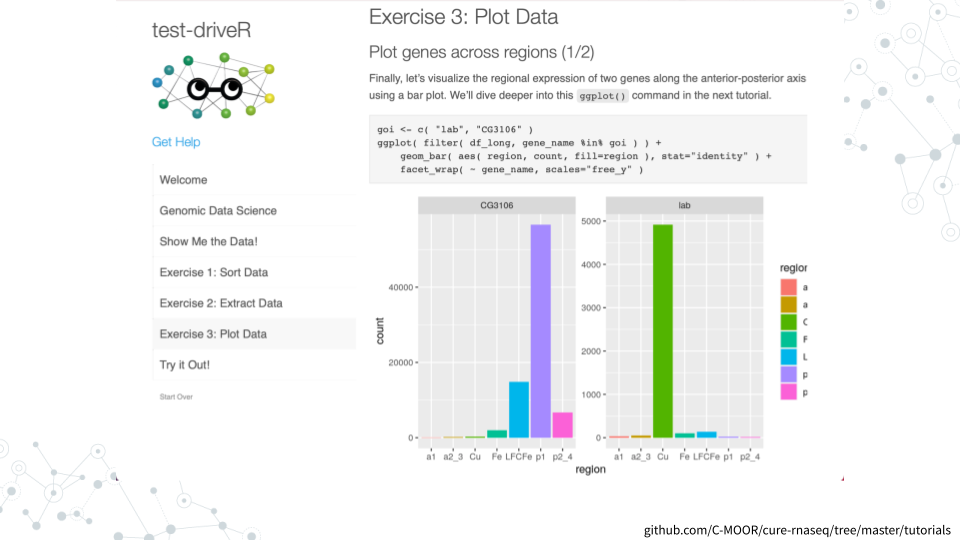 test-driveR
Get Help
Welcome
Genomic Data Science
Show Me the Data!
Exercise 1: Sort Data
Exercise 2: Extract Data
Exercise 3: Plot Data
Try it Out!
Start Over
Exercise 3: Plot Data
Plot genes across regions (1/2)
Finally, let's visualize the regional expression of two genes along the anterior-posterior axis
using a bar plot. We'll dive deeper into this ggplot() command in the next tutorial.
goi <- c( "lab", "CG3106" )
ggplot( filter( df_long, gene_name %in% goi ) ) +
geom_bar( aes( region, count, fill=region ), stat="identity" ) +
facet_wrap( ~ gene_name, scales="free_y" )
CG3106
count
40000
20000
0
a1 a2_3 Cu Fe LFCFe p1 p2_4
lab
5000
4000
3000
2000
1000
0
a1 a2_3 Cu Fe LFCFe p1 p2_4
region
region
a
a
C
F
L
p
p
github.com/C-MOOR/cure-rnaseq/tree/master/tutorials